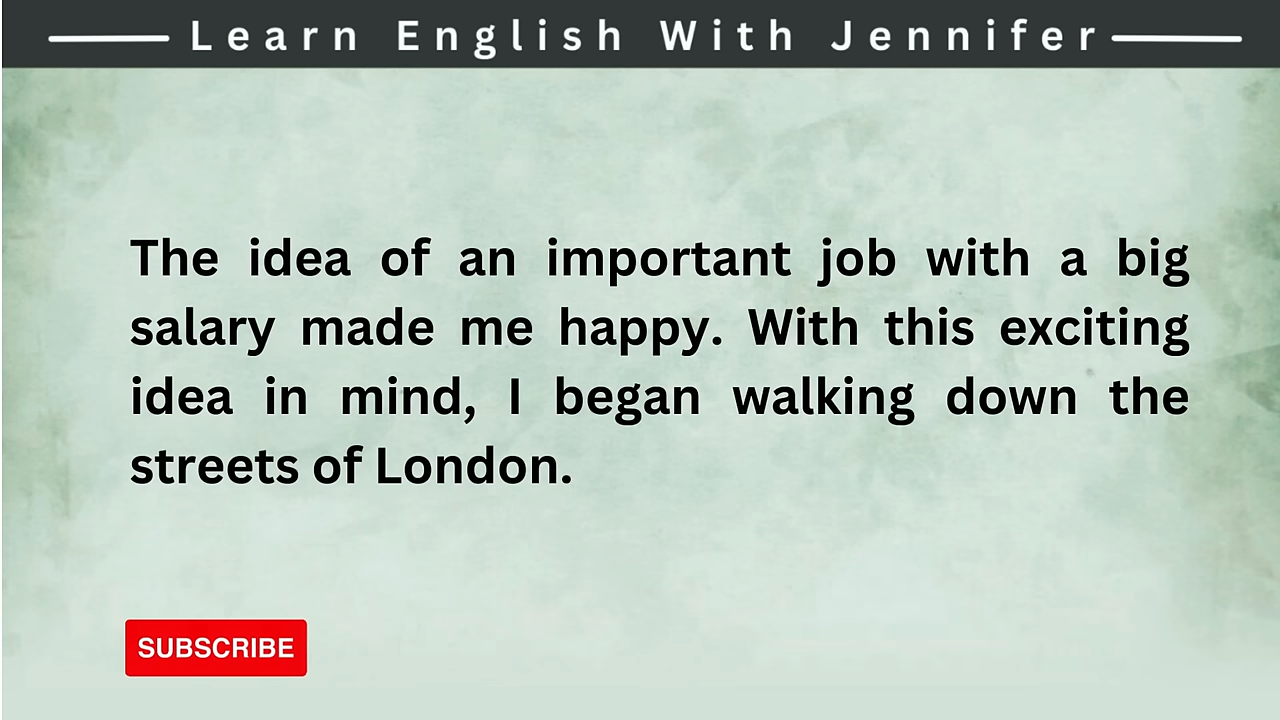 Learn English With Jennifer
The idea of an important job with a big
salary made me happy. With this exciting
idea in mind, I began walking down the
streets of London.
SUBSCRIBE